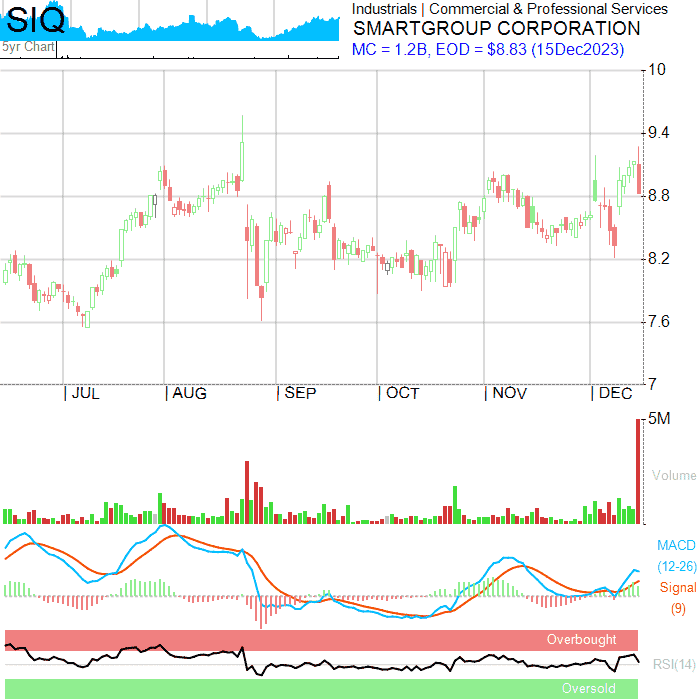 SIQ
5yr Chart
Industrials | Commercial & Professional Services
SMARTGROUP CORPORATION
MC = 1.2B, EOD = $8.83 (15Dec2023)
10
9.4
8.8
8.2
7.6
7
| JUL | AUG | SEP | OCT | NOV | DEC
5M
Volume
MACD
(12-26)
Signal
(9)
Overbought
RSI(14)
Oversold